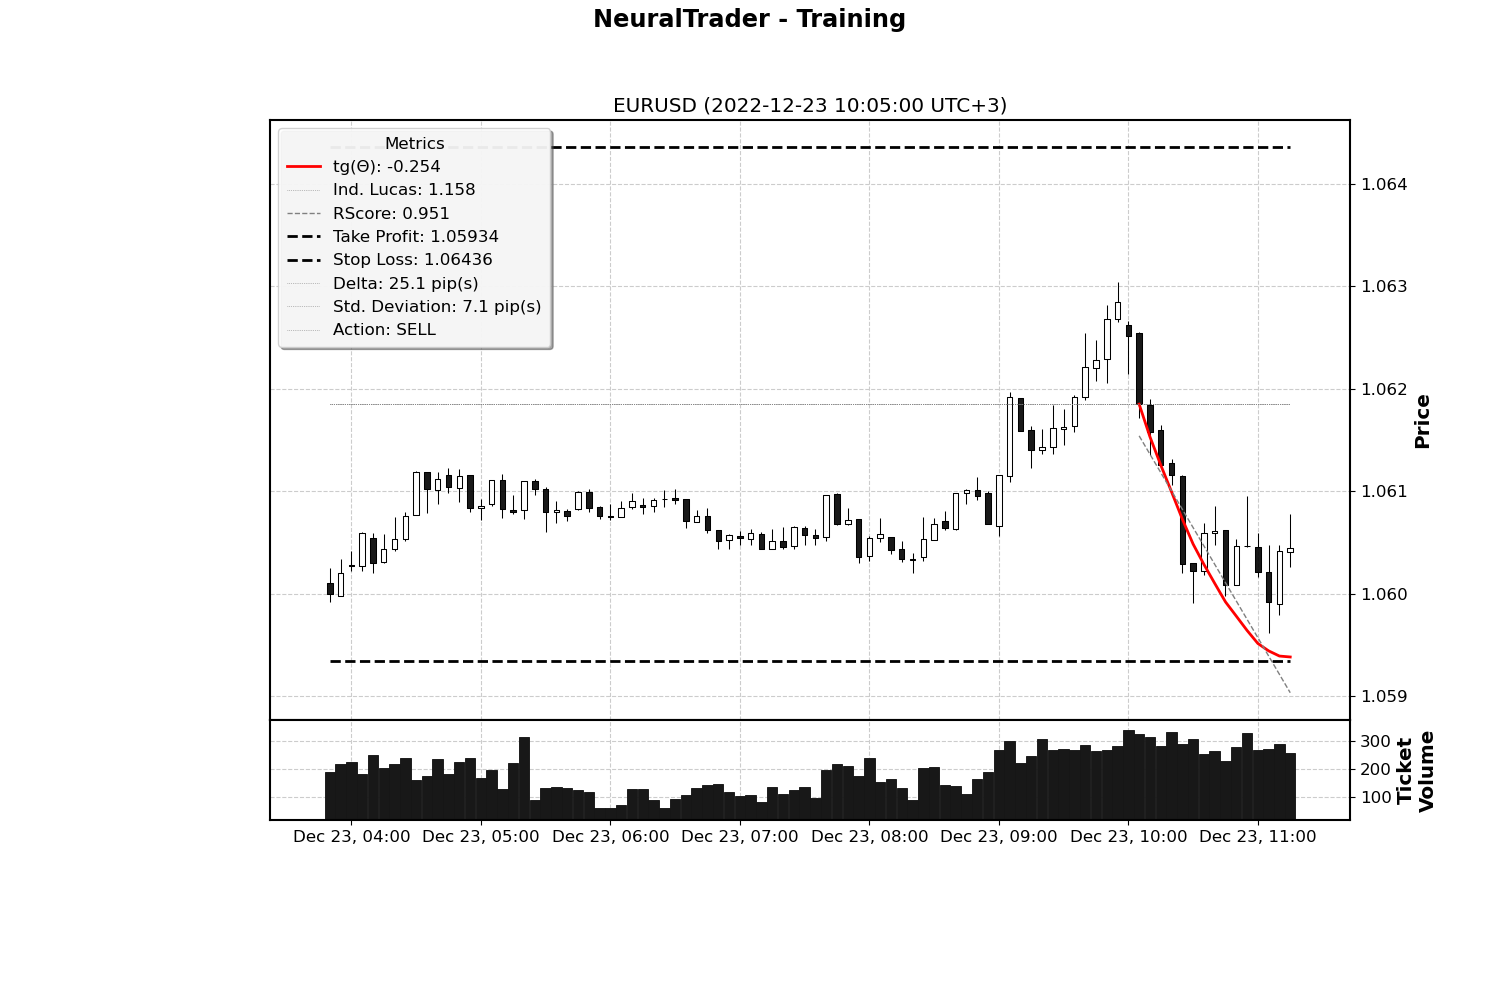 NeuralTrader - Training
EURUSD (2022-12-23 10:05:00 UTC+3)
Metrics
tg(Θ): -0.254
Ind. Lucas: 1.158
RScore: 0.951
Take Profit: 1.05934
Stop Loss: 1.06436
Delta: 25.1 pip(s)
Std. Deviation: 7.1 pip(s)
Action: SELL
1.064
1.063
1.062
1.061
1.060
1.059
Price
300
200
100
Ticket
Volume
Dec 23, 04:00
Dec 23, 05:00
Dec 23, 06:00
Dec 23, 07:00
Dec 23, 08:00
Dec 23, 09:00
Dec 23, 10:00
Dec 23, 11:00